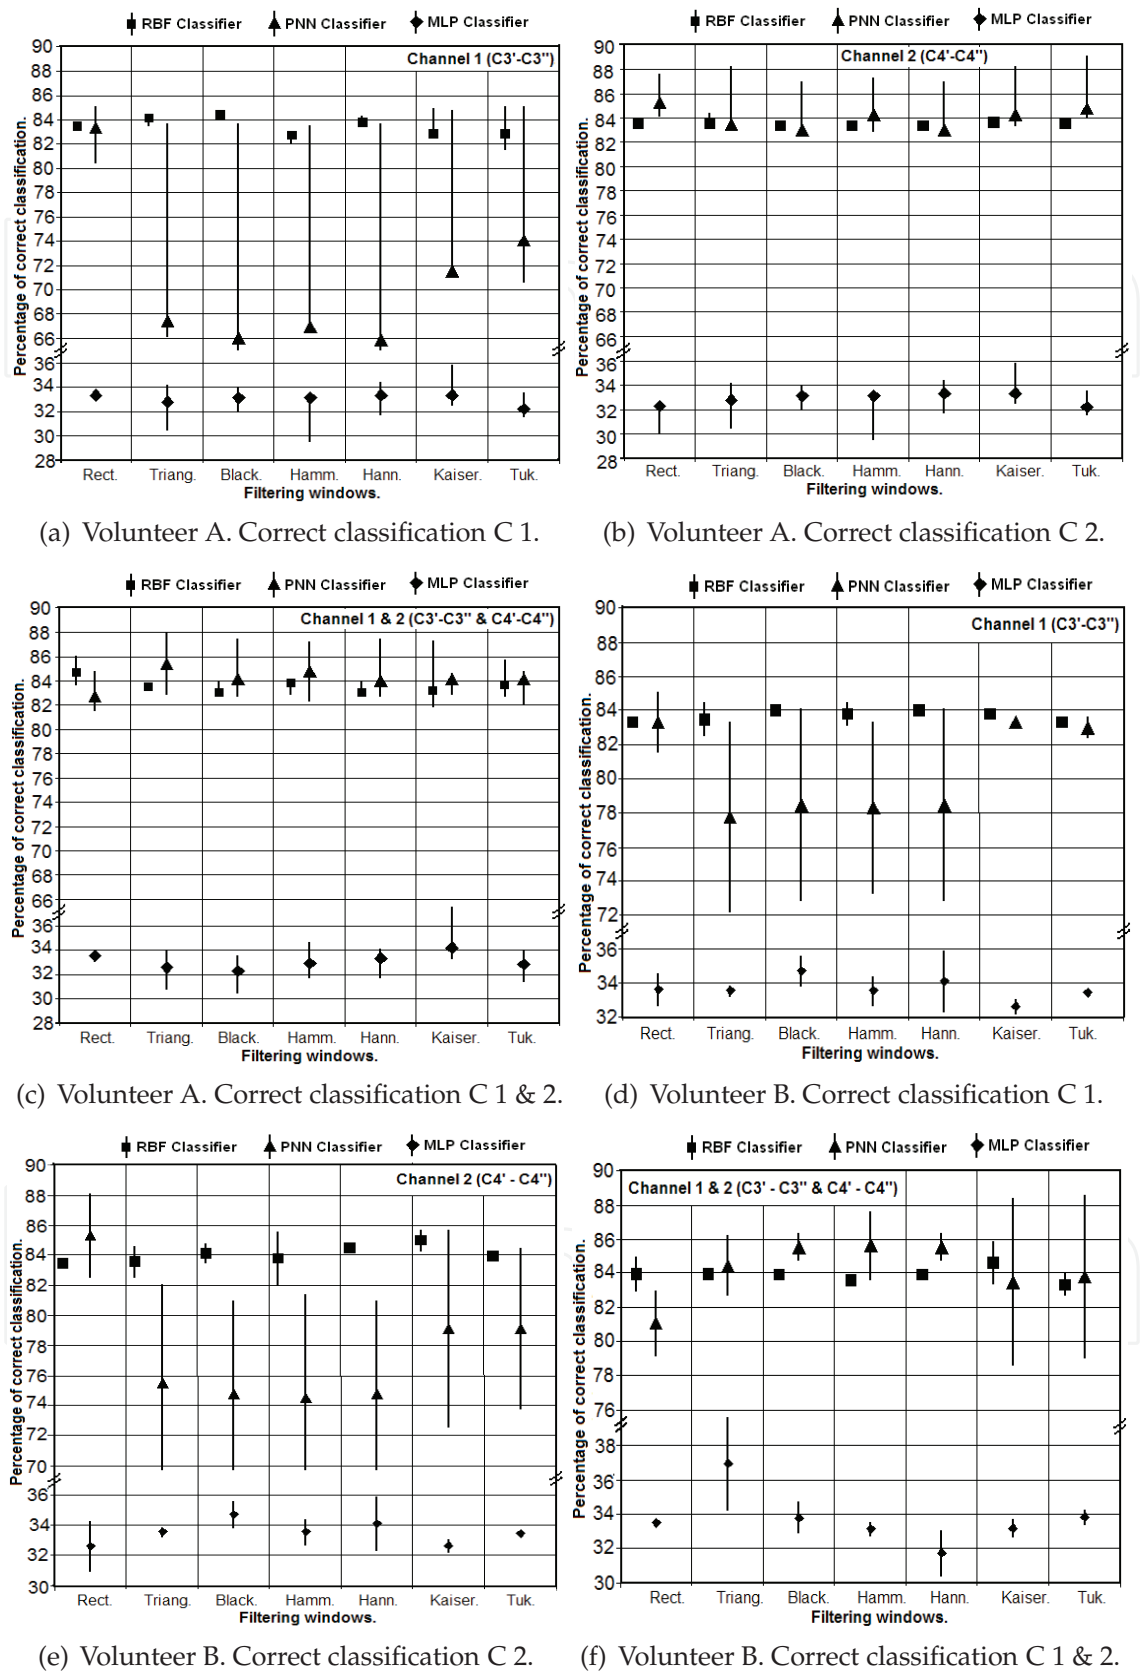 RBF Classifier PNN Classifier MLP Classifier
Channel 1 (C3'-C3'')
Percentage of correct classification.
90
88
86
84
82
80
78
76
74
72
70
68
66
36
34
32
30
28
Rect. Triang. Black. Hamm. Hann. Kaiser. Tuk.
Filtering windows.
(a) Volunteer A. Correct classification C 1.
RBF Classifier PNN Classifier MLP Classifier
Channel 2 (C4'-C4'')
Percentage of correct classification.
90
88
86
84
82
80
78
76
74
72
70
68
66
36
34
32
30
28
Rect. Triang. Black. Hamm. Hann. Kaiser. Tuk.
Filtering windows.
(b) Volunteer A. Correct classification C 2.
RBF Classifier PNN Classifier MLP Classifier
Channel 1 & 2 (C3'-C3'' & C4'-C4'')
Percentage of correct classification.
90
88
86
84
82
80
78
76
74
72
70
68
66
36
34
32
30
28
Rect. Triang. Black. Hamm. Hann. Kaiser. Tuk.
Filtering windows.
(c) Volunteer A. Correct classification C 1 & 2.
RBF Classifier PNN Classifier MLP Classifier
Channel 1 (C3'-C3'')
Percentage of correct classification.
90
88
84
82
80
78
76
74
72
36
34
32
Rect. Triang. Black. Hamm. Hann. Kaiser. Tuk.
Filtering windows.
(d) Volunteer B. Correct classification C 1.
RBF Classifier PNN Classifier MLP Classifier
Channel 2 (C4' - C4'')
Percentage of correct classification.
90
88
86
84
82
80
78
76
74
72
70
36
34
32
30
Rect. Triang. Black. Hamm. Hann. Kaiser. Tuk.
Filtering windows.
(e) Volunteer B. Correct classification C 2.
RBF Classifier PNN Classifier MLP Classifier
Channel 1 & 2 (C3' - C3'' & C4' - C4'')
Percentage of correct classification.
90
88
86
84
82
80
78
76
38
36
34
32
30
Rect. Triang. Black. Hamm. Hann. Kaiser. Tuk.
Filtering windows.
(f) Volunteer B. Correct classification C 1 & 2.